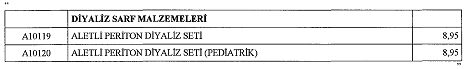 “
DİYALİZ SARF MALZEMELERİ
A10119 ALETLİ PERİTON DİYALİZ SETİ 8,95
A10120 ALETLİ PERİTON DİYALİZ SETİ (PEDİATRİK) 8,95
”